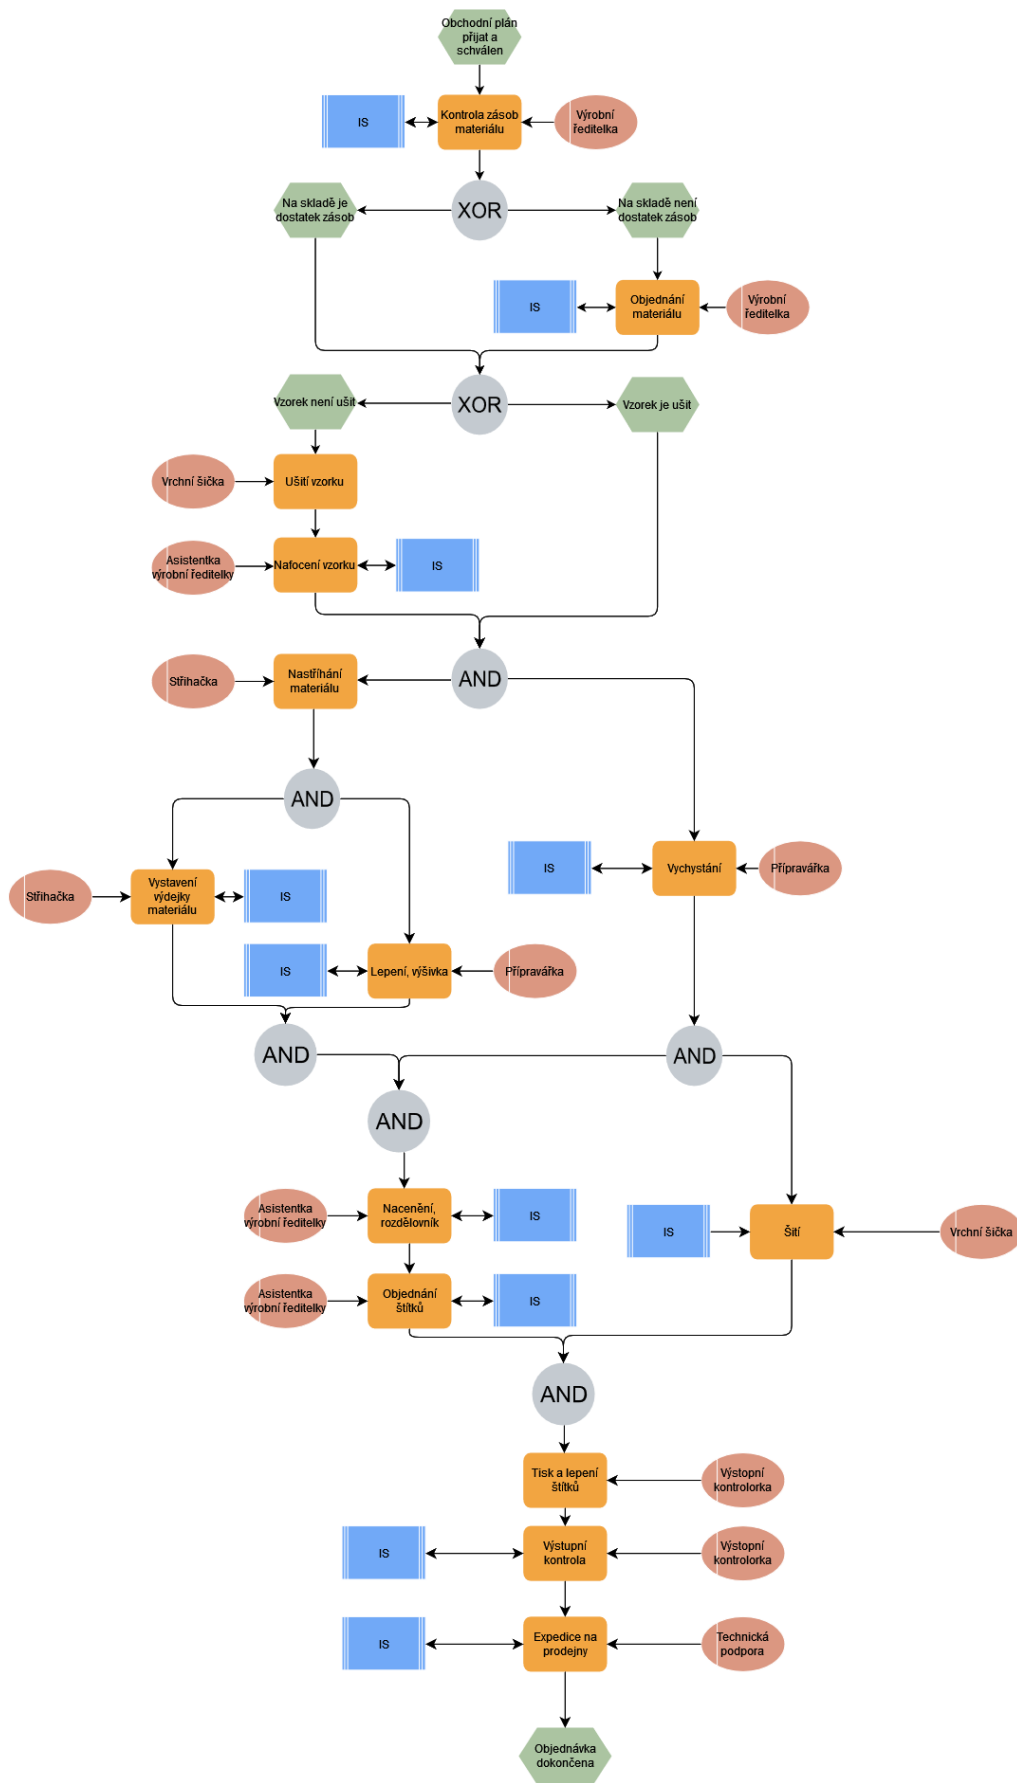 Obchodní plán
přijat a
schválen
IS
Kontrola zásob
materiálu
Výrobní
ředitelka
Na skladě je
dostatek zásob
XOR
Na skladě není
dostatek zásob
IS
Objednání
materiálu
Výrobní
ředitelka
Vzorek není ušit
XOR
Vzorek je ušit
Vrchní šička
Ušití vzorku
Asistentka
výrobní ředitelky
Nafocení vzorku
IS
Střihačka
Nastříhání
materiálu
AND
AND
IS
Vychystání
Přípravářka
Střihačka
Vystavení
výdejky
materiálu
IS
IS
Lepení, výšivka
Přípravářka
AND
AND
AND
Asistentka
výrobní ředitelky
Nacenění,
rozdělovník
IS
IS
Šití
Vrchní šička
Asistentka
výrobní ředitelky
Objednání
štítků
IS
AND
Tisk a lepení
štítků
Výstopní
kontrolorka
IS
Výstupní
kontrola
Výstopní
kontrolorka
IS
Expedice na
prodejny
Technická
podpora
Objednávka
dokončena